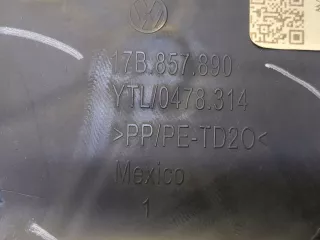 17B.857.890
YTL/0478.314
>PP/PE-TD20<
Mexico
1